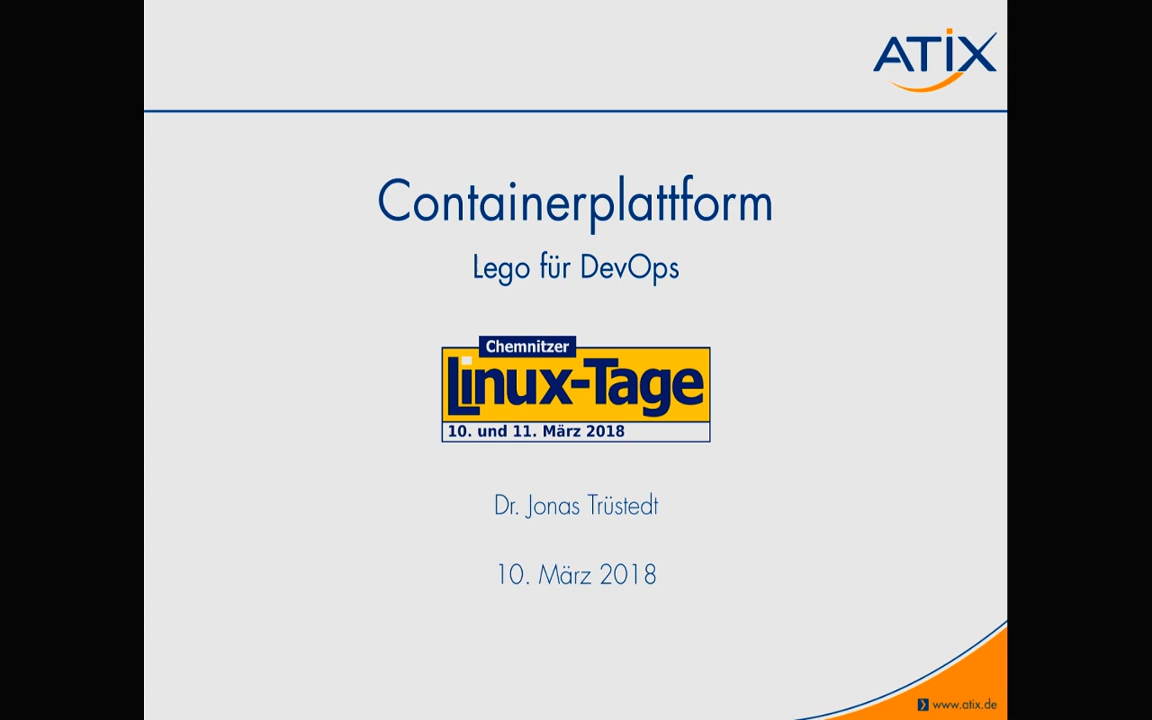 ATIX
Containerplattform
Lego für DevOps
Chemnitzer
Linux-Tage
10. und 11. März 2018
Dr. Jonas Trüstedt
10. März 2018
www.atix.de